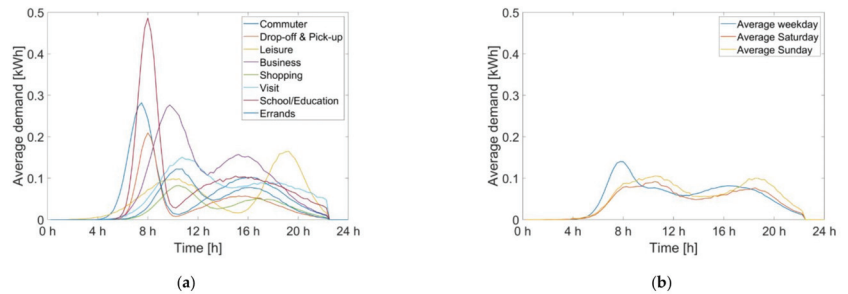 0.5
0.4
0.3
0.2
0.1
0
Average demand [kWh]
0 h 4 h 8 h 12 h 16 h 20 h 24 h
Time [h]
Commuter
Drop-off & Pick-up
Leisure
Business
Shopping
Visit
School/Education
Errands
(a)
0.5
0.4
0.3
0.2
0.1
0
Average demand [kWh]
0 h 4 h 8 h 12 h 16 h 20 h 24 h
Time [h]
Average weekday
Average Saturday
Average Sunday
(b)